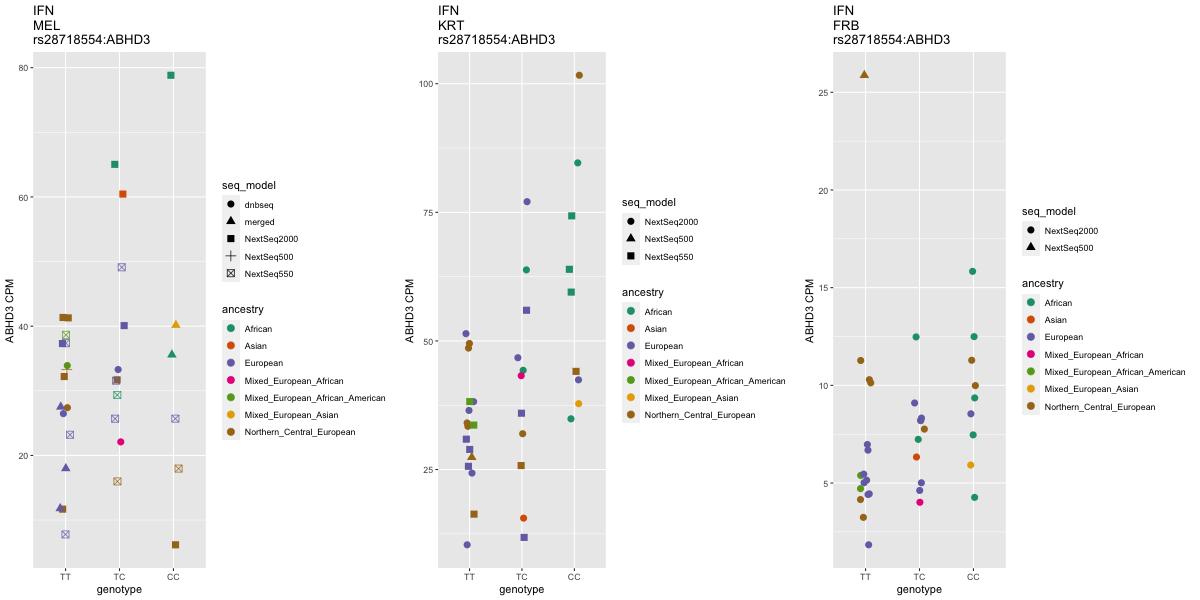 IFN
MEL
rs28718554:ABHD3
80
60
40
20
ABHD3 CPM
TT
TC
CC
genotype
seq_model
dnbseq
merged
NextSeq2000
NextSeq500
NextSeq550
ancestry
African
Asian
European
Mixed_European_African
Mixed_European_African_American
Mixed_European_Asian
Northern_Central_European
IFN
KRT
rs28718554:ABHD3
100
75
50
25
ABHD3 CPM
TT
TC
CC
genotype
seq_model
NextSeq2000
NextSeq500
NextSeq550
ancestry
African
Asian
European
Mixed_European_African
Mixed_European_African_American
Mixed_European_Asian
Northern_Central_European
IFN
FRB
rs28718554:ABHD3
25
20
15
10
5
ABHD3 CPM
TT
TC
CC
genotype
seq_model
NextSeq2000
NextSeq500
ancestry
African
Asian
European
Mixed_European_African
Mixed_European_African_American
Mixed_European_Asian
Northern_Central_European